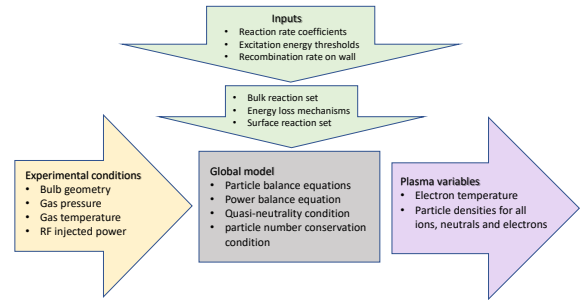 Inputs
• Reaction rate coefficients
• Excitation energy thresholds
• Recombination rate on wall
• Bulk reaction set
• Energy loss mechanisms
• Surface reaction set
Experimental conditions
• Bulb geometry
• Gas pressure
• Gas temperature
• RF injected power
Global model
• Particle balance equations
• Power balance equation
• Quasi-neutrality condition
• particle number conservation
condition
Plasma variables
• Electron temperature
• Particle densities for all
ions, neutrals and electrons